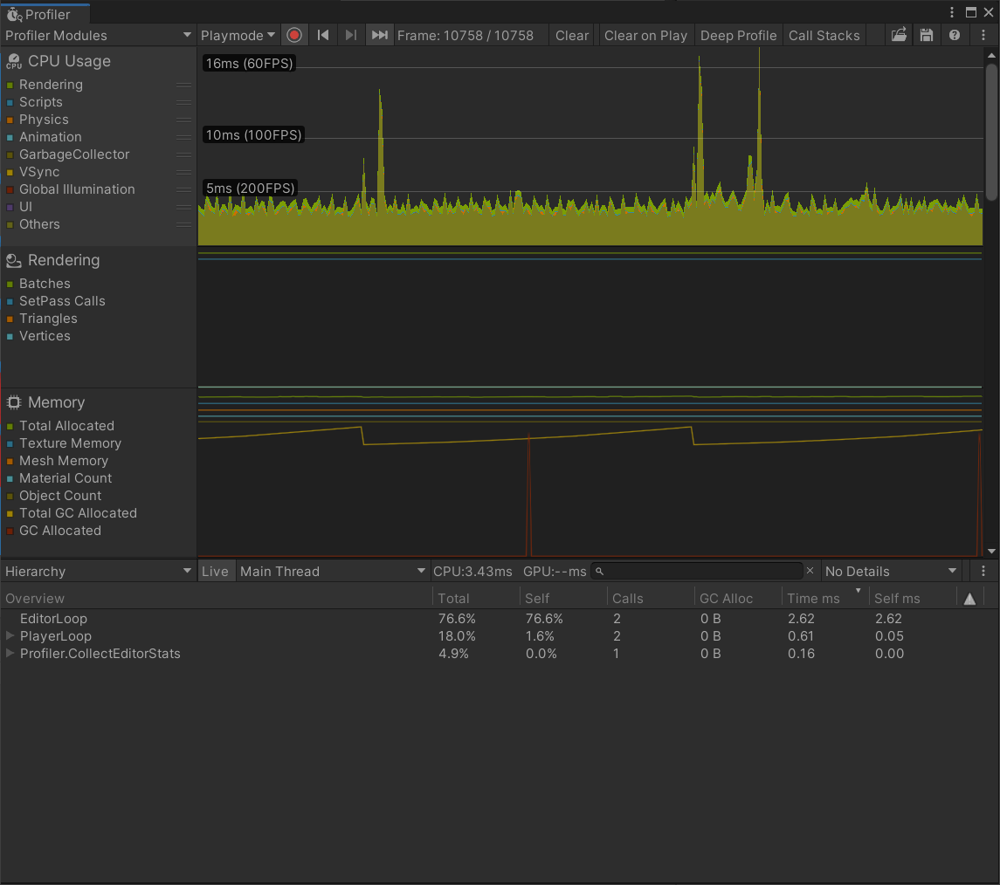 Profiler
Profiler Modules Playmode Frame: 10758 / 10758 Clear Clear on Play Deep Profile Call Stacks
CPU Usage
Rendering
Scripts
Physics
Animation
GarbageCollector
VSync
Global Illumination
UI
Others
16ms (60FPS)
10ms (100FPS)
5ms (200FPS)
Rendering
Batches
SetPass Calls
Triangles
Vertices
Memory
Total Allocated
Texture Memory
Mesh Memory
Material Count
Object Count
Total GC Allocated
GC Allocated
Hierarchy Live Main Thread CPU:3.43ms GPU:--ms No Details
Overview Total Self Calls GC Alloc Time ms Self ms
EditorLoop 76.6% 76.6% 2 0 B 2.62 2.62
PlayerLoop 18.0% 1.6% 2 0 B 0.61 0.05
Profiler.CollectEditorStats 4.9% 0.0% 1 0 B 0.16 0.00